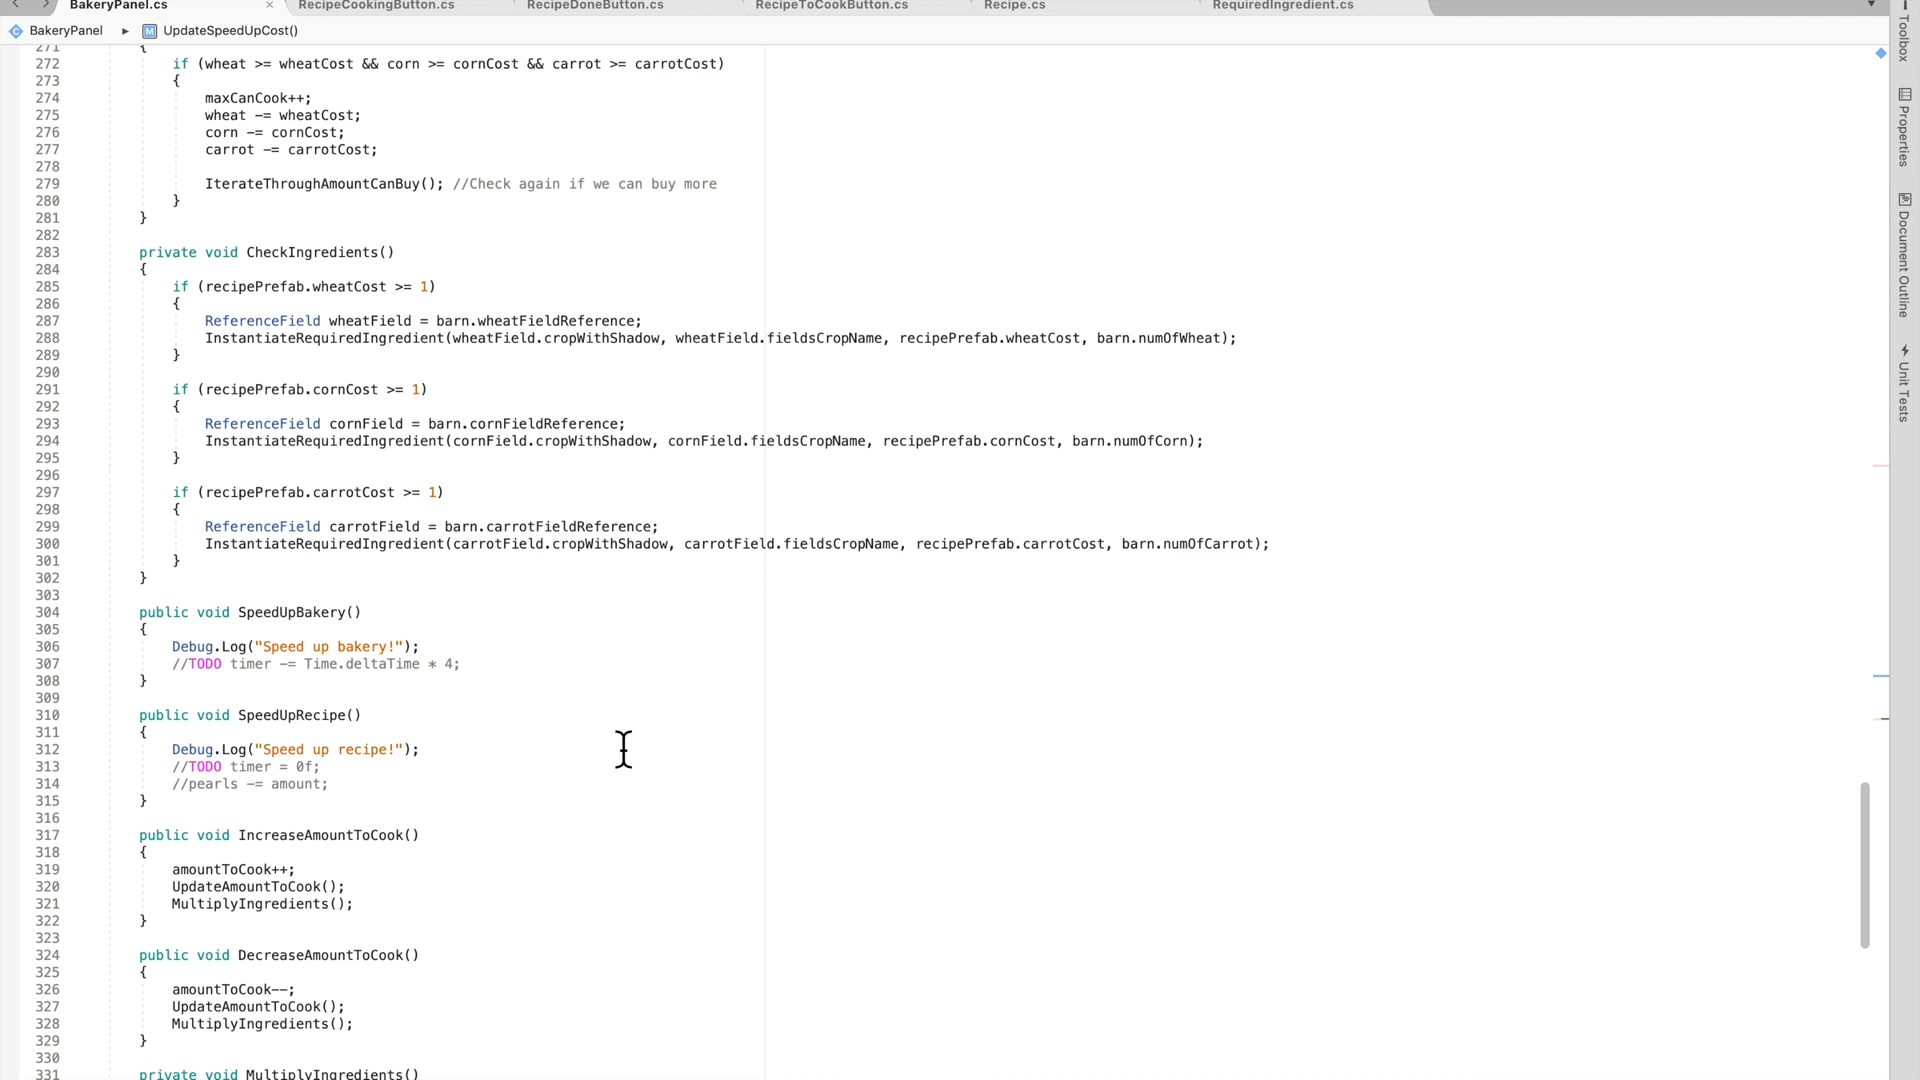 BakeryPanel.cs × RecipeCookingButton.cs RecipeDoneButton.cs RecipeToCookButton.cs Recipe.cs RequiredIngredient.cs
BakeryPanel ▸ M UpdateSpeedUpCost()
271 {
272 if (wheat >= wheatCost && corn >= cornCost && carrot >= carrotCost)
273 {
274 maxCanCook++;
275 wheat -= wheatCost;
276 corn -= cornCost;
277 carrot -= carrotCost;
278
279 IterateThroughAmountCanBuy(); //Check again if we can buy more
280 }
281 }
282
283 private void CheckIngredients()
284 {
285 if (recipePrefab.wheatCost >= 1)
286 {
287 ReferenceField wheatField = barn.wheatFieldReference;
288 InstantiateRequiredIngredient(wheatField.cropWithShadow, wheatField.fieldsCropName, recipePrefab.wheatCost, barn.numOfWheat);
289 }
290
291 if (recipePrefab.cornCost >= 1)
292 {
293 ReferenceField cornField = barn.cornFieldReference;
294 InstantiateRequiredIngredient(cornField.cropWithShadow, cornField.fieldsCropName, recipePrefab.cornCost, barn.numOfCorn);
295 }
296
297 if (recipePrefab.carrotCost >= 1)
298 {
299 ReferenceField carrotField = barn.carrotFieldReference;
300 InstantiateRequiredIngredient(carrotField.cropWithShadow, carrotField.fieldsCropName, recipePrefab.carrotCost, barn.numOfCarrot);
301 }
302 }
303
304 public void SpeedUpBakery()
305 {
306 Debug.Log("Speed up bakery!");
307 //TODO timer -= Time.deltaTime * 4;
308 }
309
310 public void SpeedUpRecipe()
311 {
312 Debug.Log("Speed up recipe!");
313 //TODO timer = 0f;
314 //pearls -= amount;
315 }
316
317 public void IncreaseAmountToCook()
318 {
319 amountToCook++;
320 UpdateAmountToCook();
321 MultiplyIngredients();
322 }
323
324 public void DecreaseAmountToCook()
325 {
326 amountToCook--;
327 UpdateAmountToCook();
328 MultiplyIngredients();
329 }
330
331 private void MultiplyIngredients()
Toolbox
Properties
Document Outline
Unit Tests